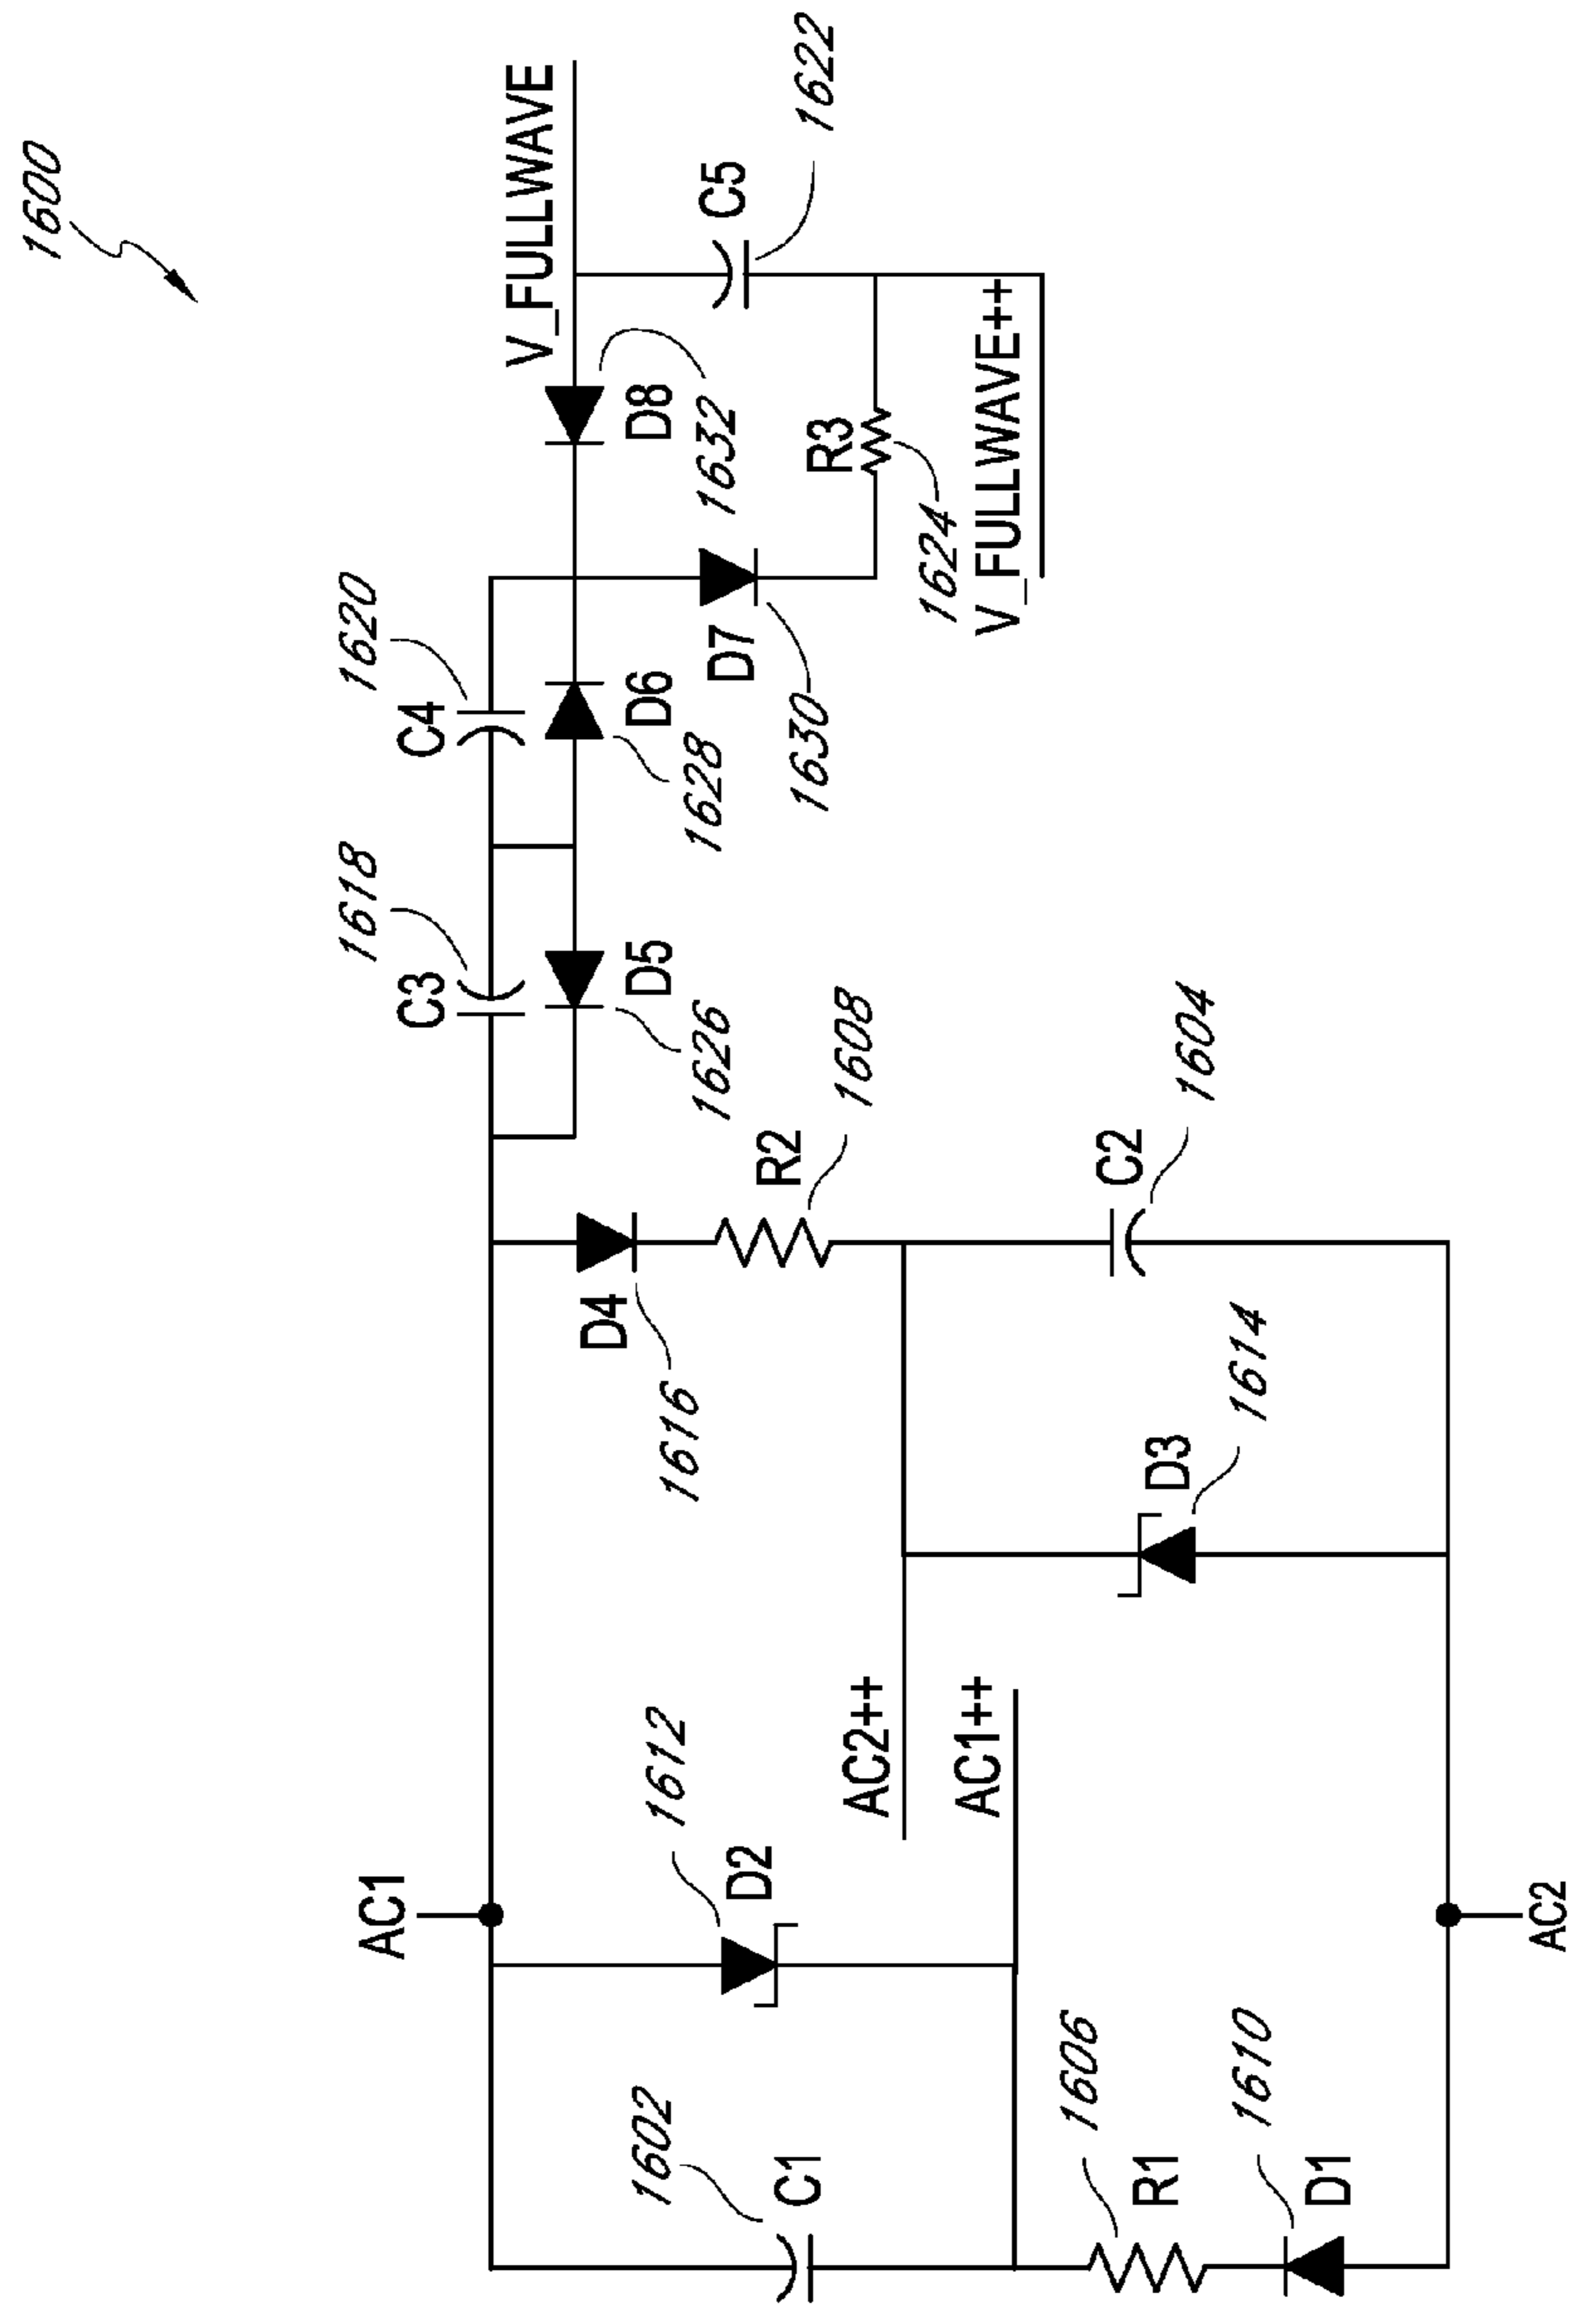 1600
V_FULLWAVE
C5
1622
D8
1632
R3
1624
V_FULLWAVE++
1620
C4
D6
1628
D7
1630
1618
C3
D5
1626
R2
1608
D4
1616
C2
1604
D3
1614
AC1
1612
D2
AC2++
AC1++
AC2
1602
C1
1606
R1
1610
D1